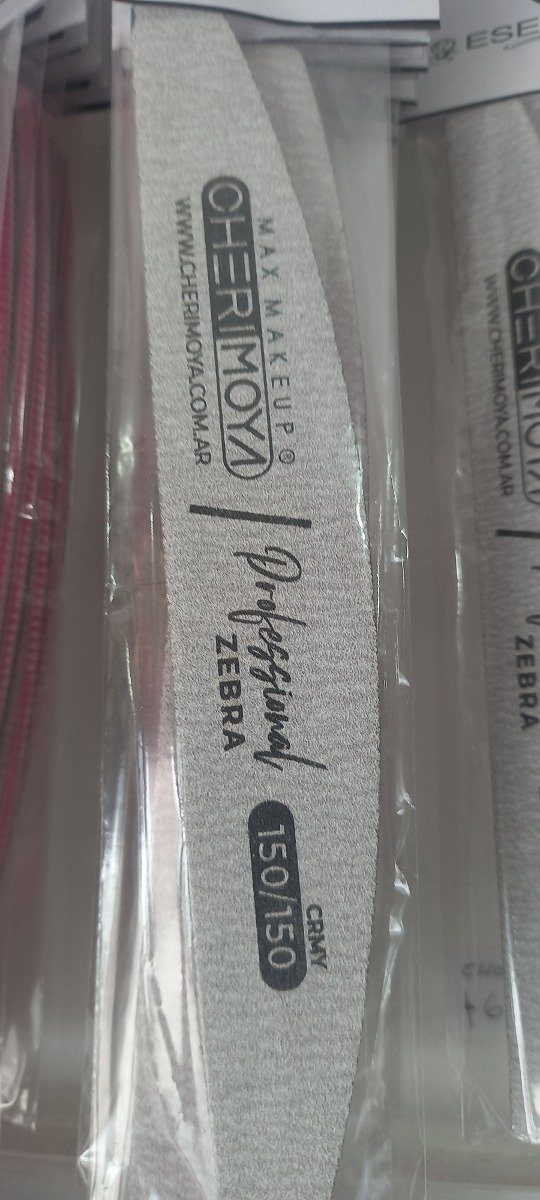 MAX MAKEUP®
CHERIMOYA
WWW.CHERIMOYA.COM.AR
Professional
ZEBRA
CRMY
150/150
ESE
CHERIMOYA
WWW.CHERIMOYA.COM.AR
ZEBRA